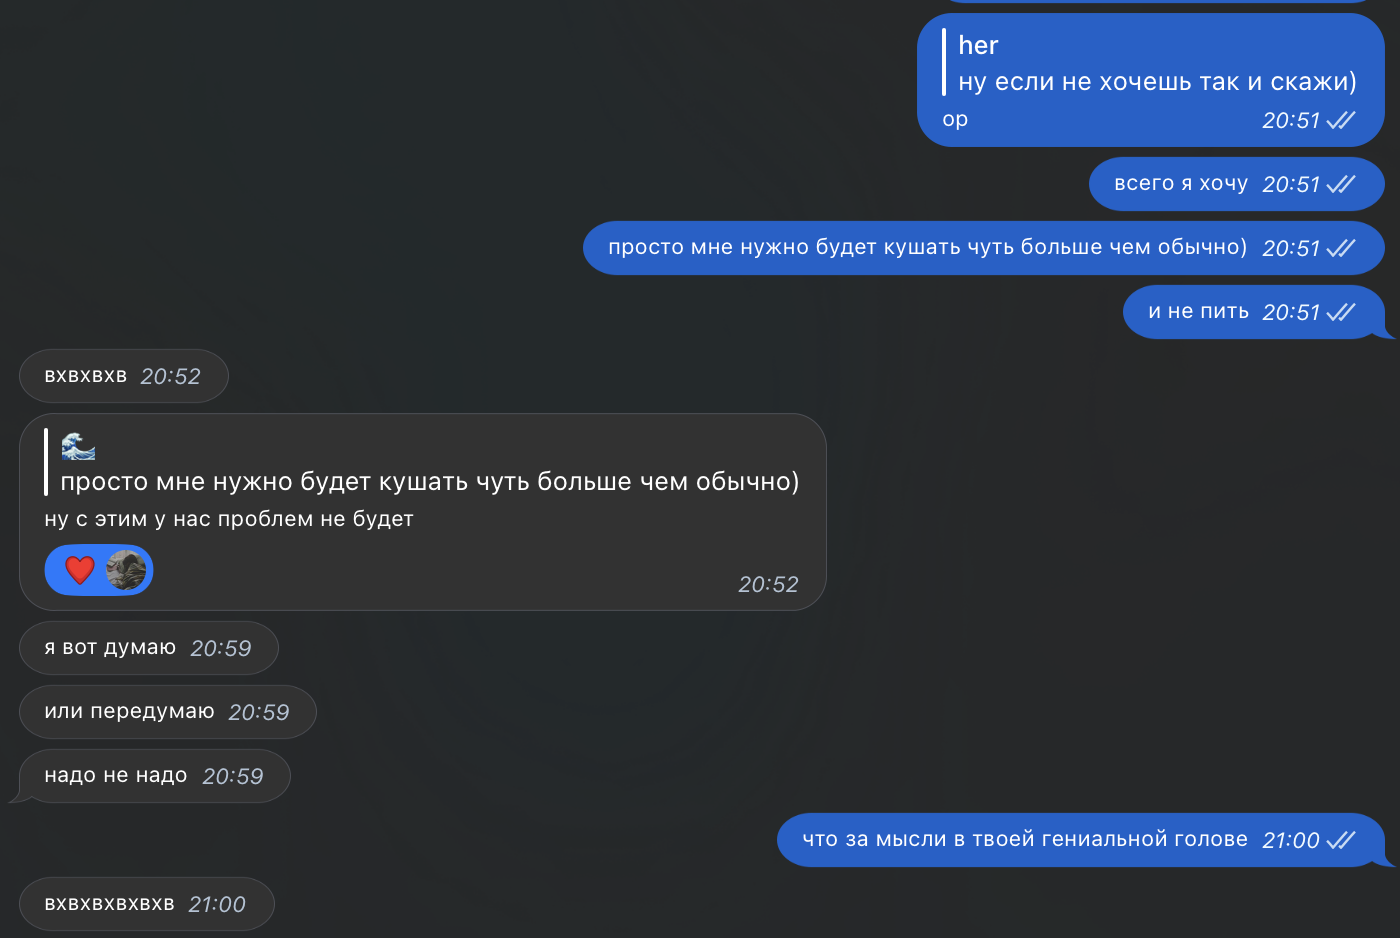 her
ну если не хочешь так и скажи)
ор 20:51
всего я хочу 20:51
просто мне нужно будет кушать чуть больше чем обычно) 20:51
и не пить 20:51
вхвхвхв 20:52
🌊
просто мне нужно будет кушать чуть больше чем обычно)
ну с этим у нас проблем не будет
❤️ 20:52
я вот думаю 20:59
или передумаю 20:59
надо не надо 20:59
что за мысли в твоей гениальной голове 21:00
вхвхвхвхвхв 21:00